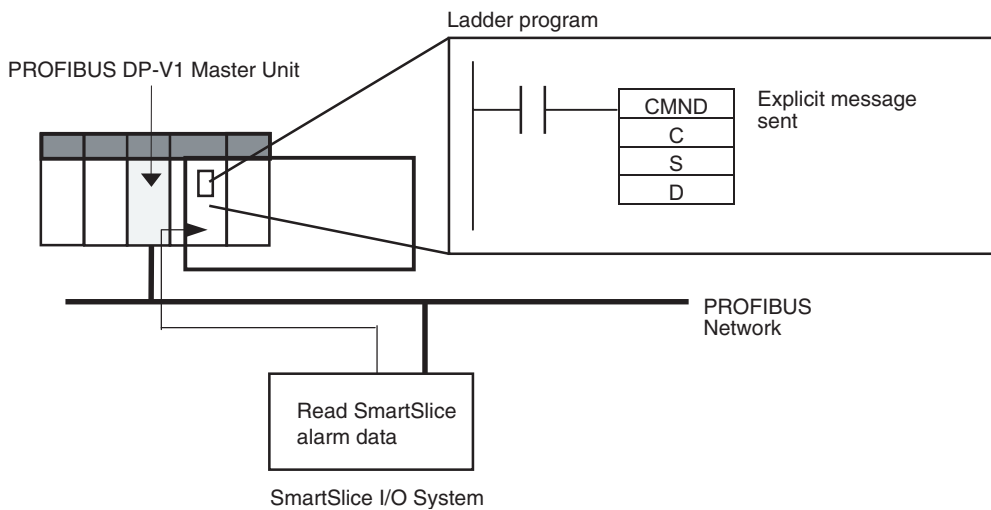 Ladder program
PROFIBUS DP-V1 Master Unit
CMND
C
S
D
Explicit message
sent
PROFIBUS
Network
Read SmartSlice
alarm data
SmartSlice I/O System